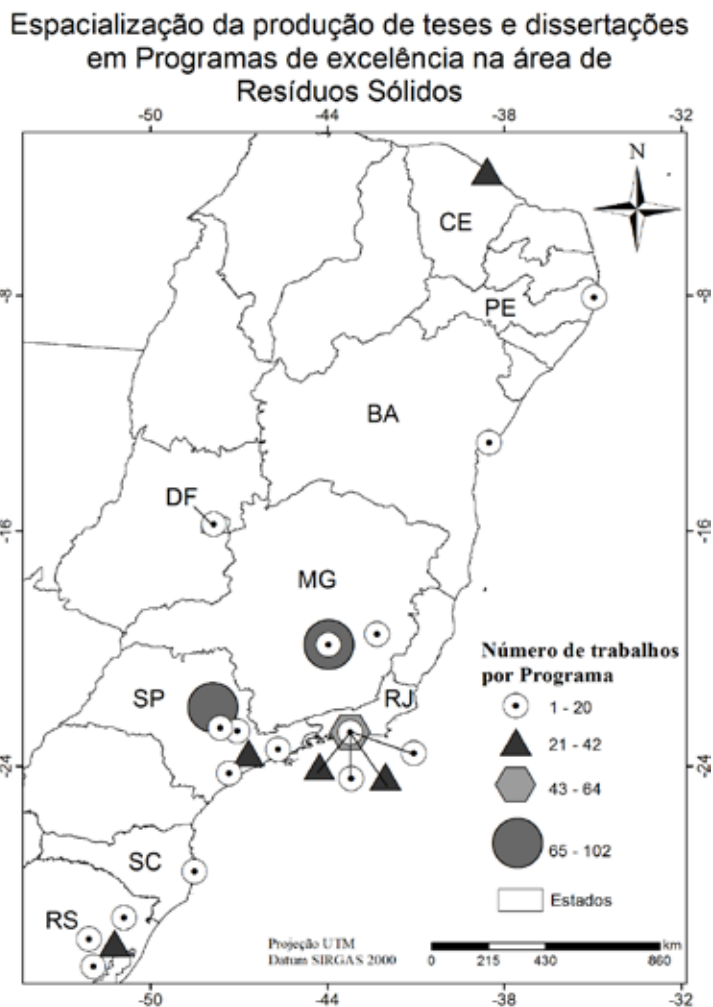 Espacialização da produção de teses e dissertações
em Programas de excelência na área de
Resíduos Sólidos
-50 -44 -38 -32
N
CE
-8 -8
PE
BA
DF
-16 -16
MG
Número de trabalhos
por Programa
SP
RJ
1 - 20
21 - 42
-24 -24
43 - 64
65 - 102
SC
Estados
RS
Projeção UTM
Datum SIRGAS 2000
km
0 215 430 860
-50 -44 -38 -32